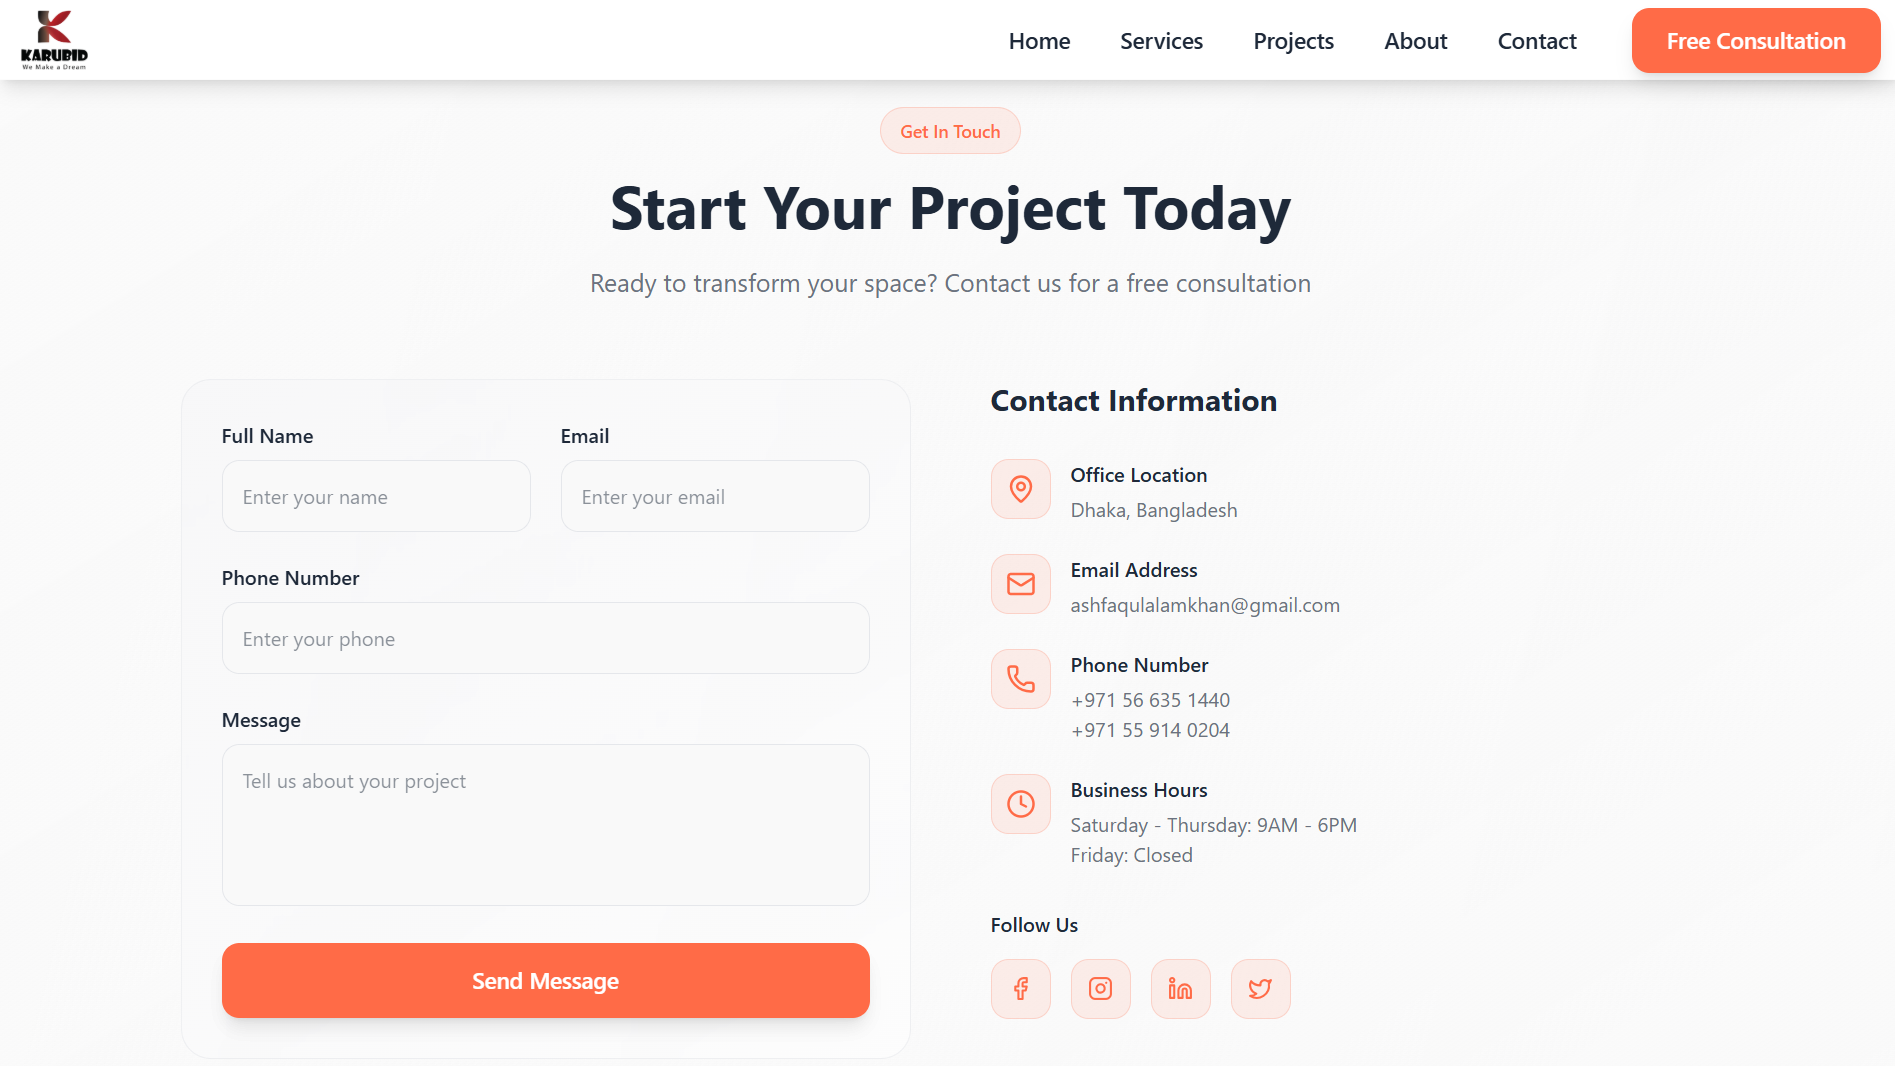 KARUBID
We Make a Dream
Home
Services
Projects
About
Contact
Free Consultation
Get In Touch
Start Your Project Today
Ready to transform your space? Contact us for a free consultation
Full Name
Enter your name
Email
Enter your email
Phone Number
Enter your phone
Message
Tell us about your project
Send Message
Contact Information
Office Location
Dhaka, Bangladesh
Email Address
ashfaqulalamkhan@gmail.com
Phone Number
+971 56 635 1440
+971 55 914 0204
Business Hours
Saturday - Thursday: 9AM - 6PM
Friday: Closed
Follow Us